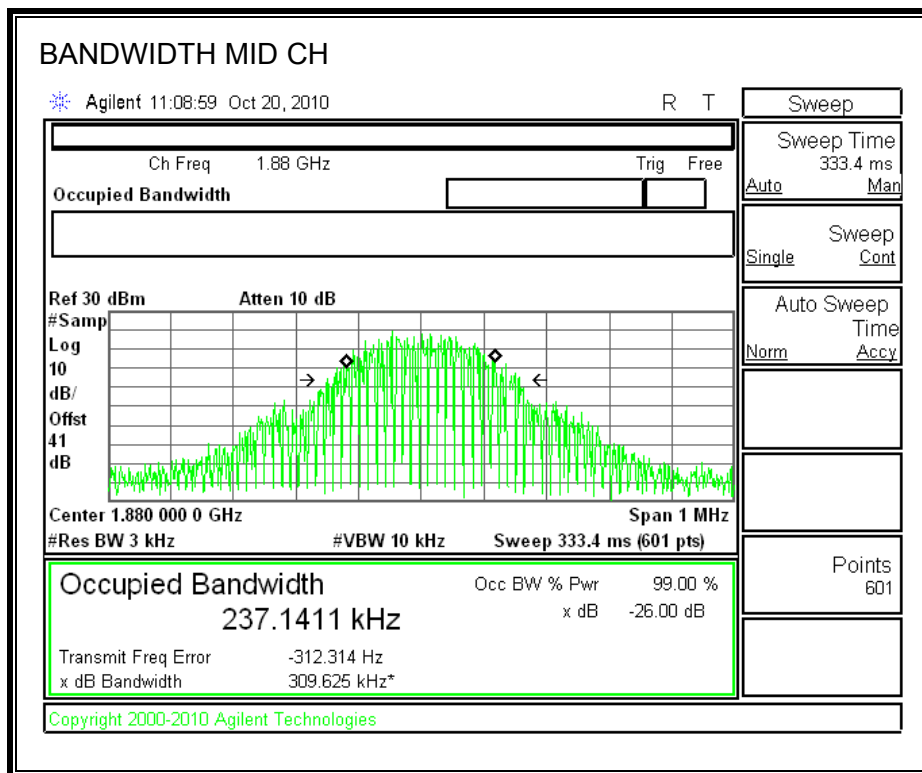 BANDWIDTH MID CH
Agilent 11:08:59 Oct 20, 2010 R T
Sweep
Ch Freq 1.88 GHz Trig Free
Occupied Bandwidth
Sweep Time
333.4 ms
Auto Man
Sweep
Single Cont
Auto Sweep
Time
Norm Accy
Points
601
Ref 30 dBm Atten 10 dB
#Samp
Log
10
dB/
Offst
41
dB
Center 1.880 000 0 GHz Span 1 MHz
#Res BW 3 kHz #VBW 10 kHz Sweep 333.4 ms (601 pts)
Occupied Bandwidth Occ BW % Pwr 99.00 %
237.1411 kHz x dB -26.00 dB
Transmit Freq Error -312.314 Hz
x dB Bandwidth 309.625 kHz*
Copyright 2000-2010 Agilent Technologies